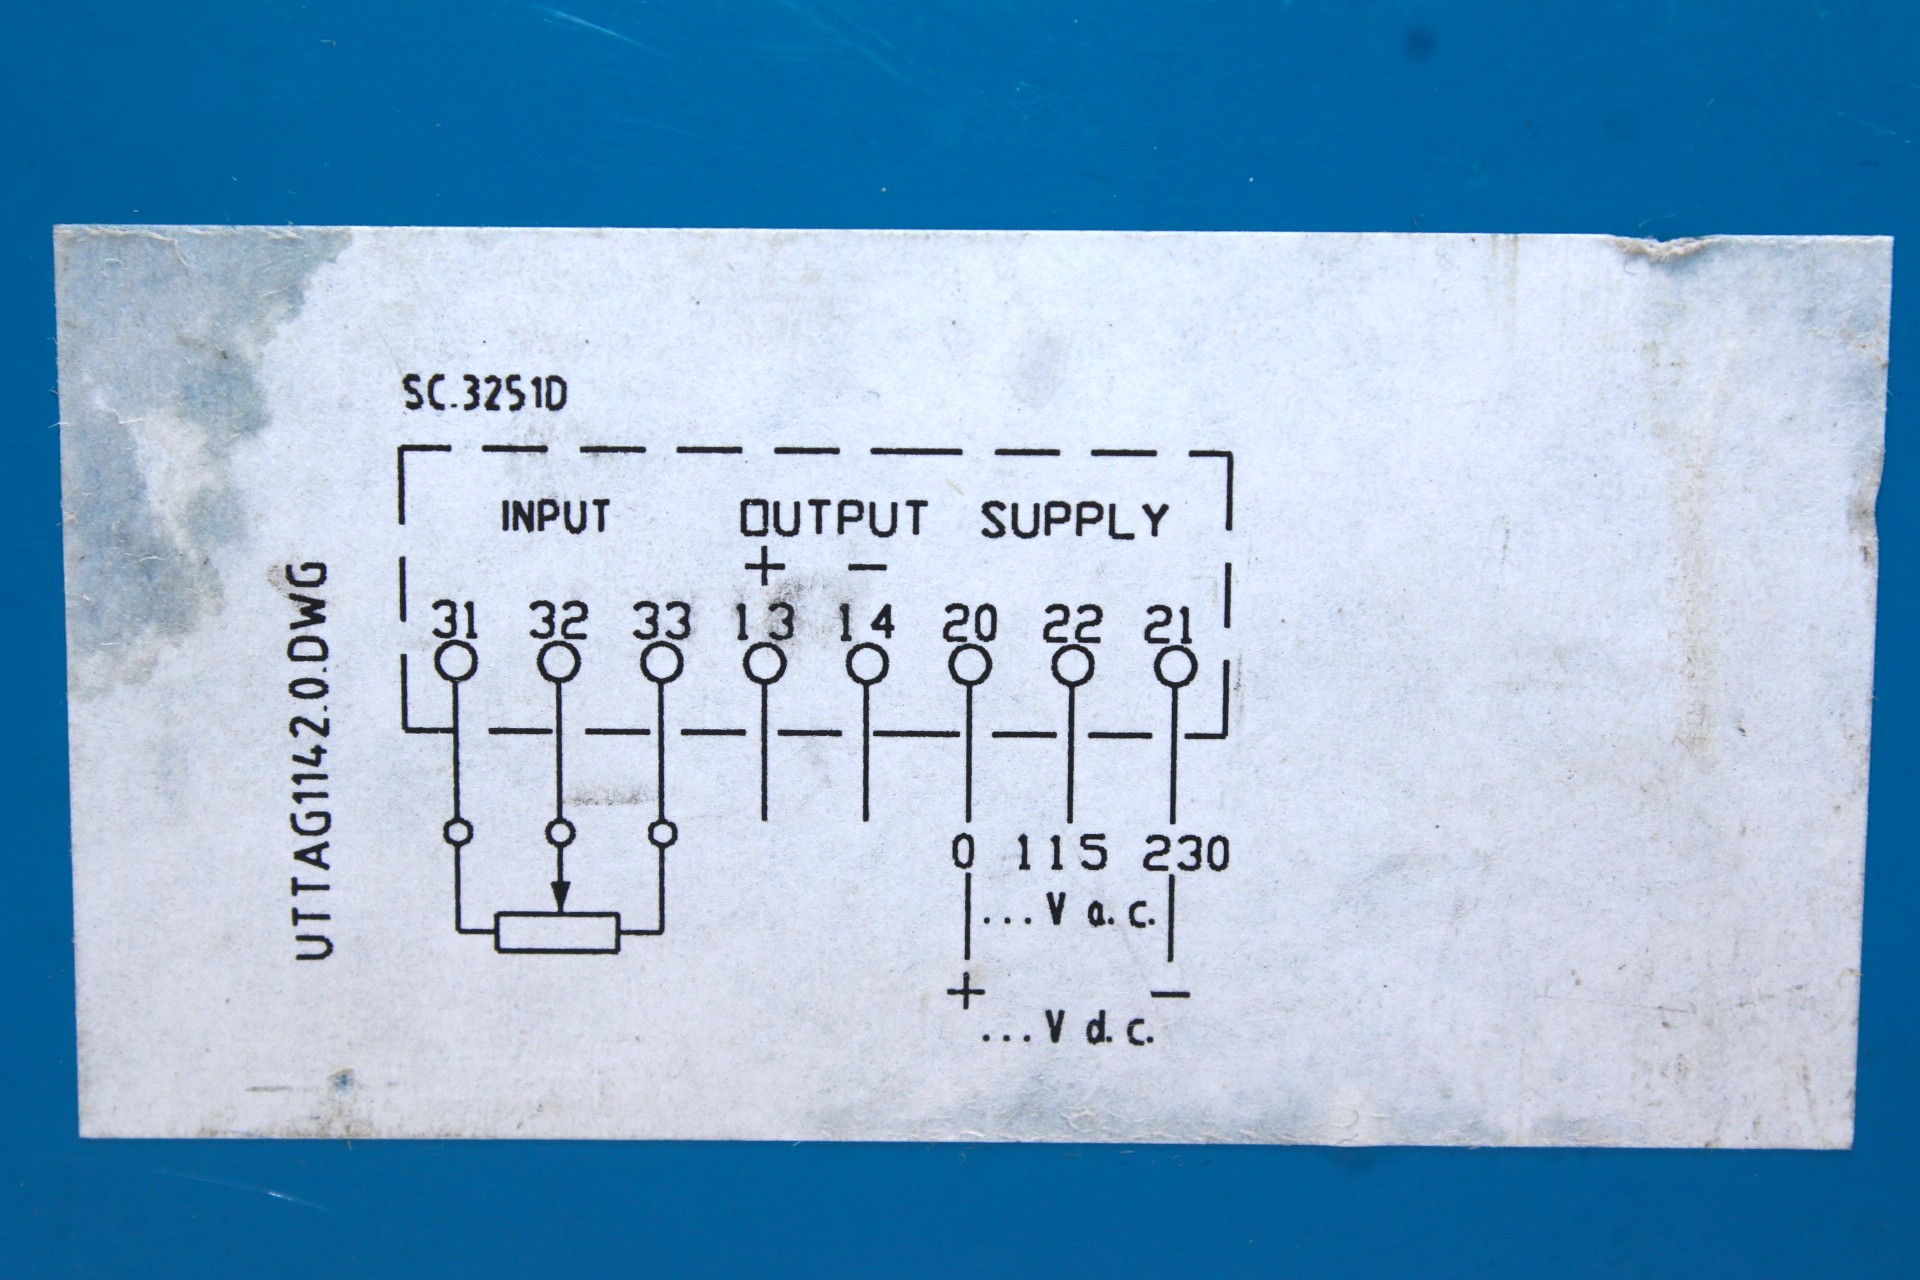 SC.3251D
INPUT OUTPUT SUPPLY
+ −
31 32 33 13 14 20 22 21
0 115 230
...V a.c.
+ −
...V d.c.
UTTAG1142.0.DWG